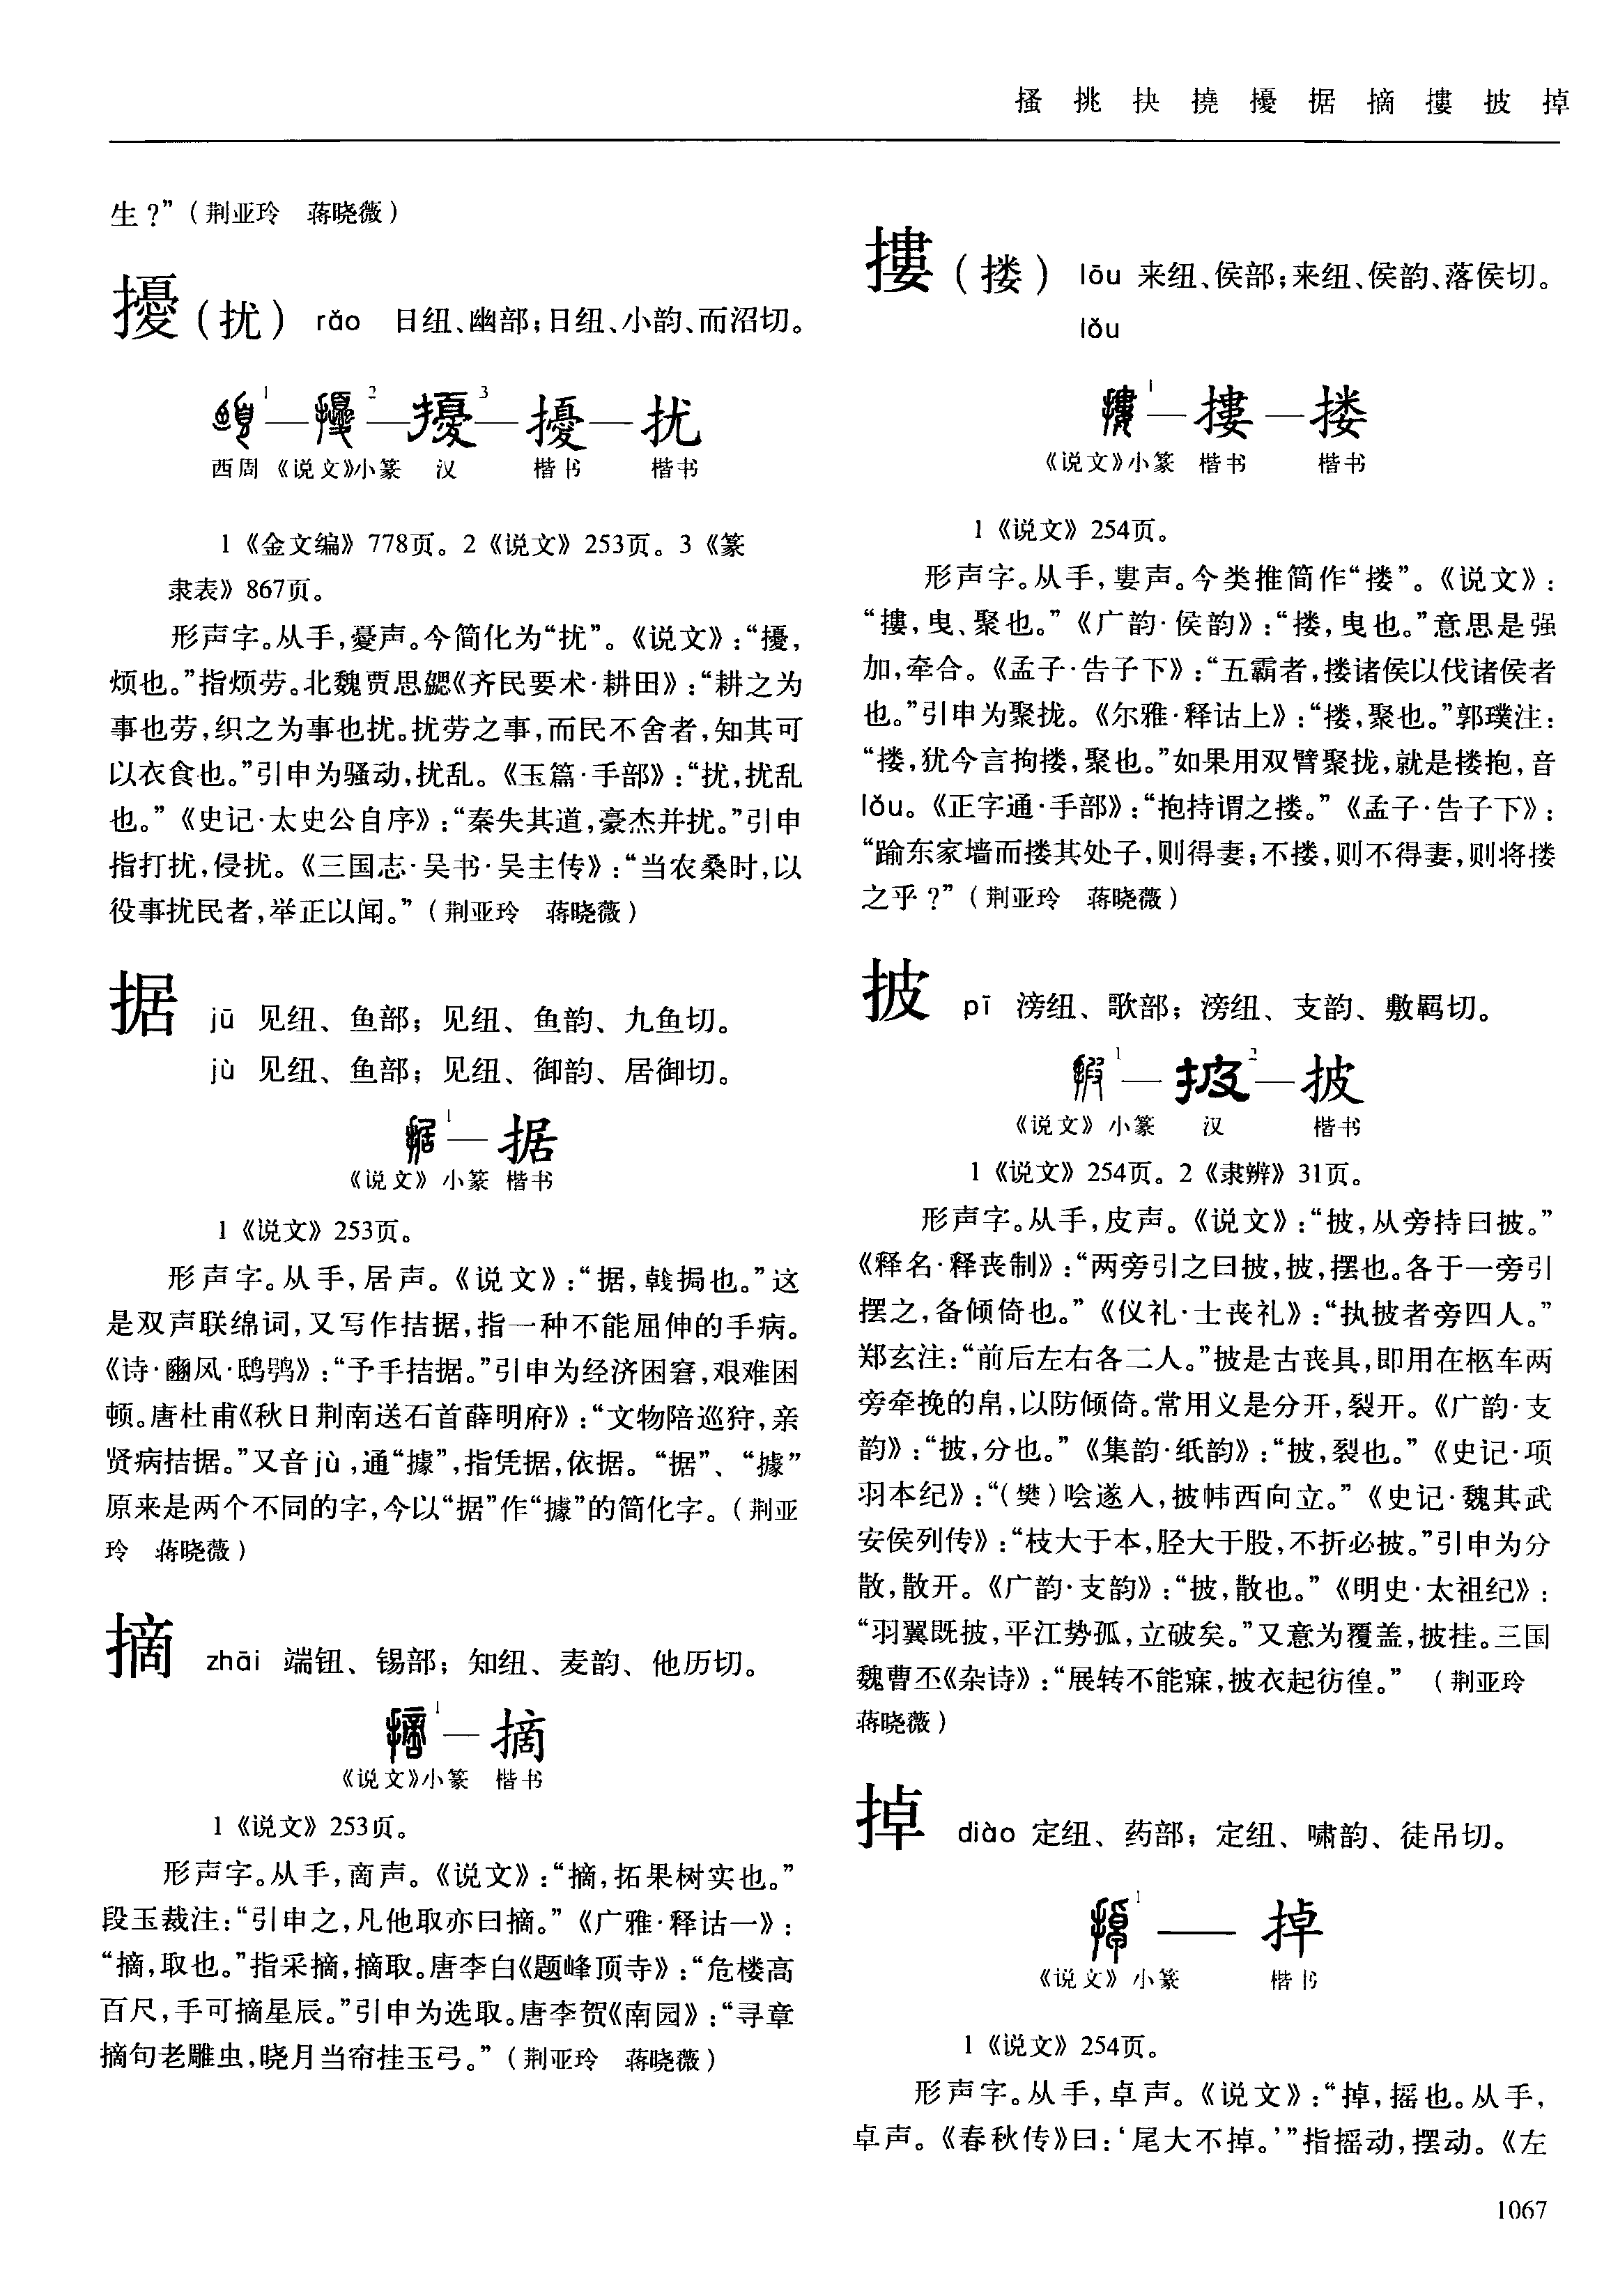 搔 挑 抉 撓 擾 据 摘 摟 披 掉
生？”（荆亚玲　蒋晓薇）
擾（扰） rǎo　日纽、幽部；日纽、小韵、而沼切。
1 — 2 — 擾3 — 擾 — 扰
西周 《说文》小篆 汉 楷书 楷书
1《金文编》778页。2《说文》253页。3《篆
隶表》867页。
形声字。从手，憂声。今简化为“扰”。《说文》：“擾，
烦也。”指烦劳。北魏贾思勰《齐民要术·耕田》：“耕之为
事也劳，织之为事也扰。扰劳之事，而民不舍者，知其可
以衣食也。”引申为骚动，扰乱。《玉篇·手部》：“扰，扰乱
也。”《史记·太史公自序》：“秦失其道，豪杰并扰。”引申
指打扰，侵扰。《三国志·吴书·吴主传》：“当农桑时，以
役事扰民者，举正以闻。”（荆亚玲　蒋晓薇）
据 jū 见纽、鱼部；见纽、鱼韵、九鱼切。
jù 见纽、鱼部；见纽、御韵、居御切。
据1 — 据
《说文》小篆 楷书
1《说文》253页。
形声字。从手，居声。《说文》：“据，戟挶也。”这
是双声联绵词，又写作拮据，指一种不能屈伸的手病。
《诗·豳风·鸱鸮》：“予手拮据。”引申为经济困窘，艰难困
顿。唐杜甫《秋日荆南送石首薛明府》：“文物陪巡狩，亲
贤病拮据。”又音jù，通“據”，指凭据，依据。“据”、“據”
原来是两个不同的字，今以“据”作“據”的简化字。（荆亚
玲　蒋晓薇）
摘 zhāi 端钮、锡部；知纽、麦韵、他历切。
摘1 — 摘
《说文》小篆 楷书
1《说文》253页。
形声字。从手，啇声。《说文》：“摘，拓果树实也。”
段玉裁注：“引申之，凡他取亦曰摘。”《广雅·释诂一》：
“摘，取也。”指采摘，摘取。唐李白《题峰顶寺》：“危楼高
百尺，手可摘星辰。”引申为选取。唐李贺《南园》：“寻章
摘句老雕虫，晓月当帘挂玉弓。”（荆亚玲　蒋晓薇）
摟（搂） lōu 来纽、侯部；来纽、侯韵、落侯切。
lǒu
摟1 — 摟 — 搂
《说文》小篆 楷书 楷书
1《说文》254页。
形声字。从手，婁声。今类推简作“搂”。《说文》：
“摟，曳、聚也。”《广韵·侯韵》：“搂，曳也。”意思是强
加，牵合。《孟子·告子下》：“五霸者，搂诸侯以伐诸侯者
也。”引申为聚拢。《尔雅·释诂上》：“搂，聚也。”郭璞注：
“搂，犹今言拘搂，聚也。”如果用双臂聚拢，就是搂抱，音
lǒu。《正字通·手部》：“抱持谓之搂。”《孟子·告子下》：
“踰东家墙而搂其处子，则得妻；不搂，则不得妻，则将搂
之乎？”（荆亚玲　蒋晓薇）
披 pī 滂纽、歌部；滂纽、支韵、敷羁切。
披1 — 披2 — 披
《说文》小篆 汉 楷书
1《说文》254页。2《隶辨》31页。
形声字。从手，皮声。《说文》：“披，从旁持曰披。”
《释名·释丧制》：“两旁引之曰披，披，摆也。各于一旁引
摆之，备倾倚也。”《仪礼·士丧礼》：“执披者旁四人。”
郑玄注：“前后左右各二人。”披是古丧具，即用在柩车两
旁牵挽的帛，以防倾倚。常用义是分开，裂开。《广韵·支
韵》：“披，分也。”《集韵·纸韵》：“披，裂也。”《史记·项
羽本纪》：“（樊）哙遂入，披帏西向立。”《史记·魏其武
安侯列传》：“枝大于本，胫大于股，不折必披。”引申为分
散，散开。《广韵·支韵》：“披，散也。”《明史·太祖纪》：
“羽翼既披，平江势孤，立破矣。”又意为覆盖，披挂。三国
魏曹丕《杂诗》：“展转不能寐，披衣起彷徨。”（荆亚玲
蒋晓薇）
掉 diào 定纽、药部；定纽、啸韵、徒吊切。
掉1 — 掉
《说文》小篆 楷书
1《说文》254页。
形声字。从手，卓声。《说文》：“掉，摇也。从手，
卓声。《春秋传》曰：‘尾大不掉。’”指摇动，摆动。《左
1067